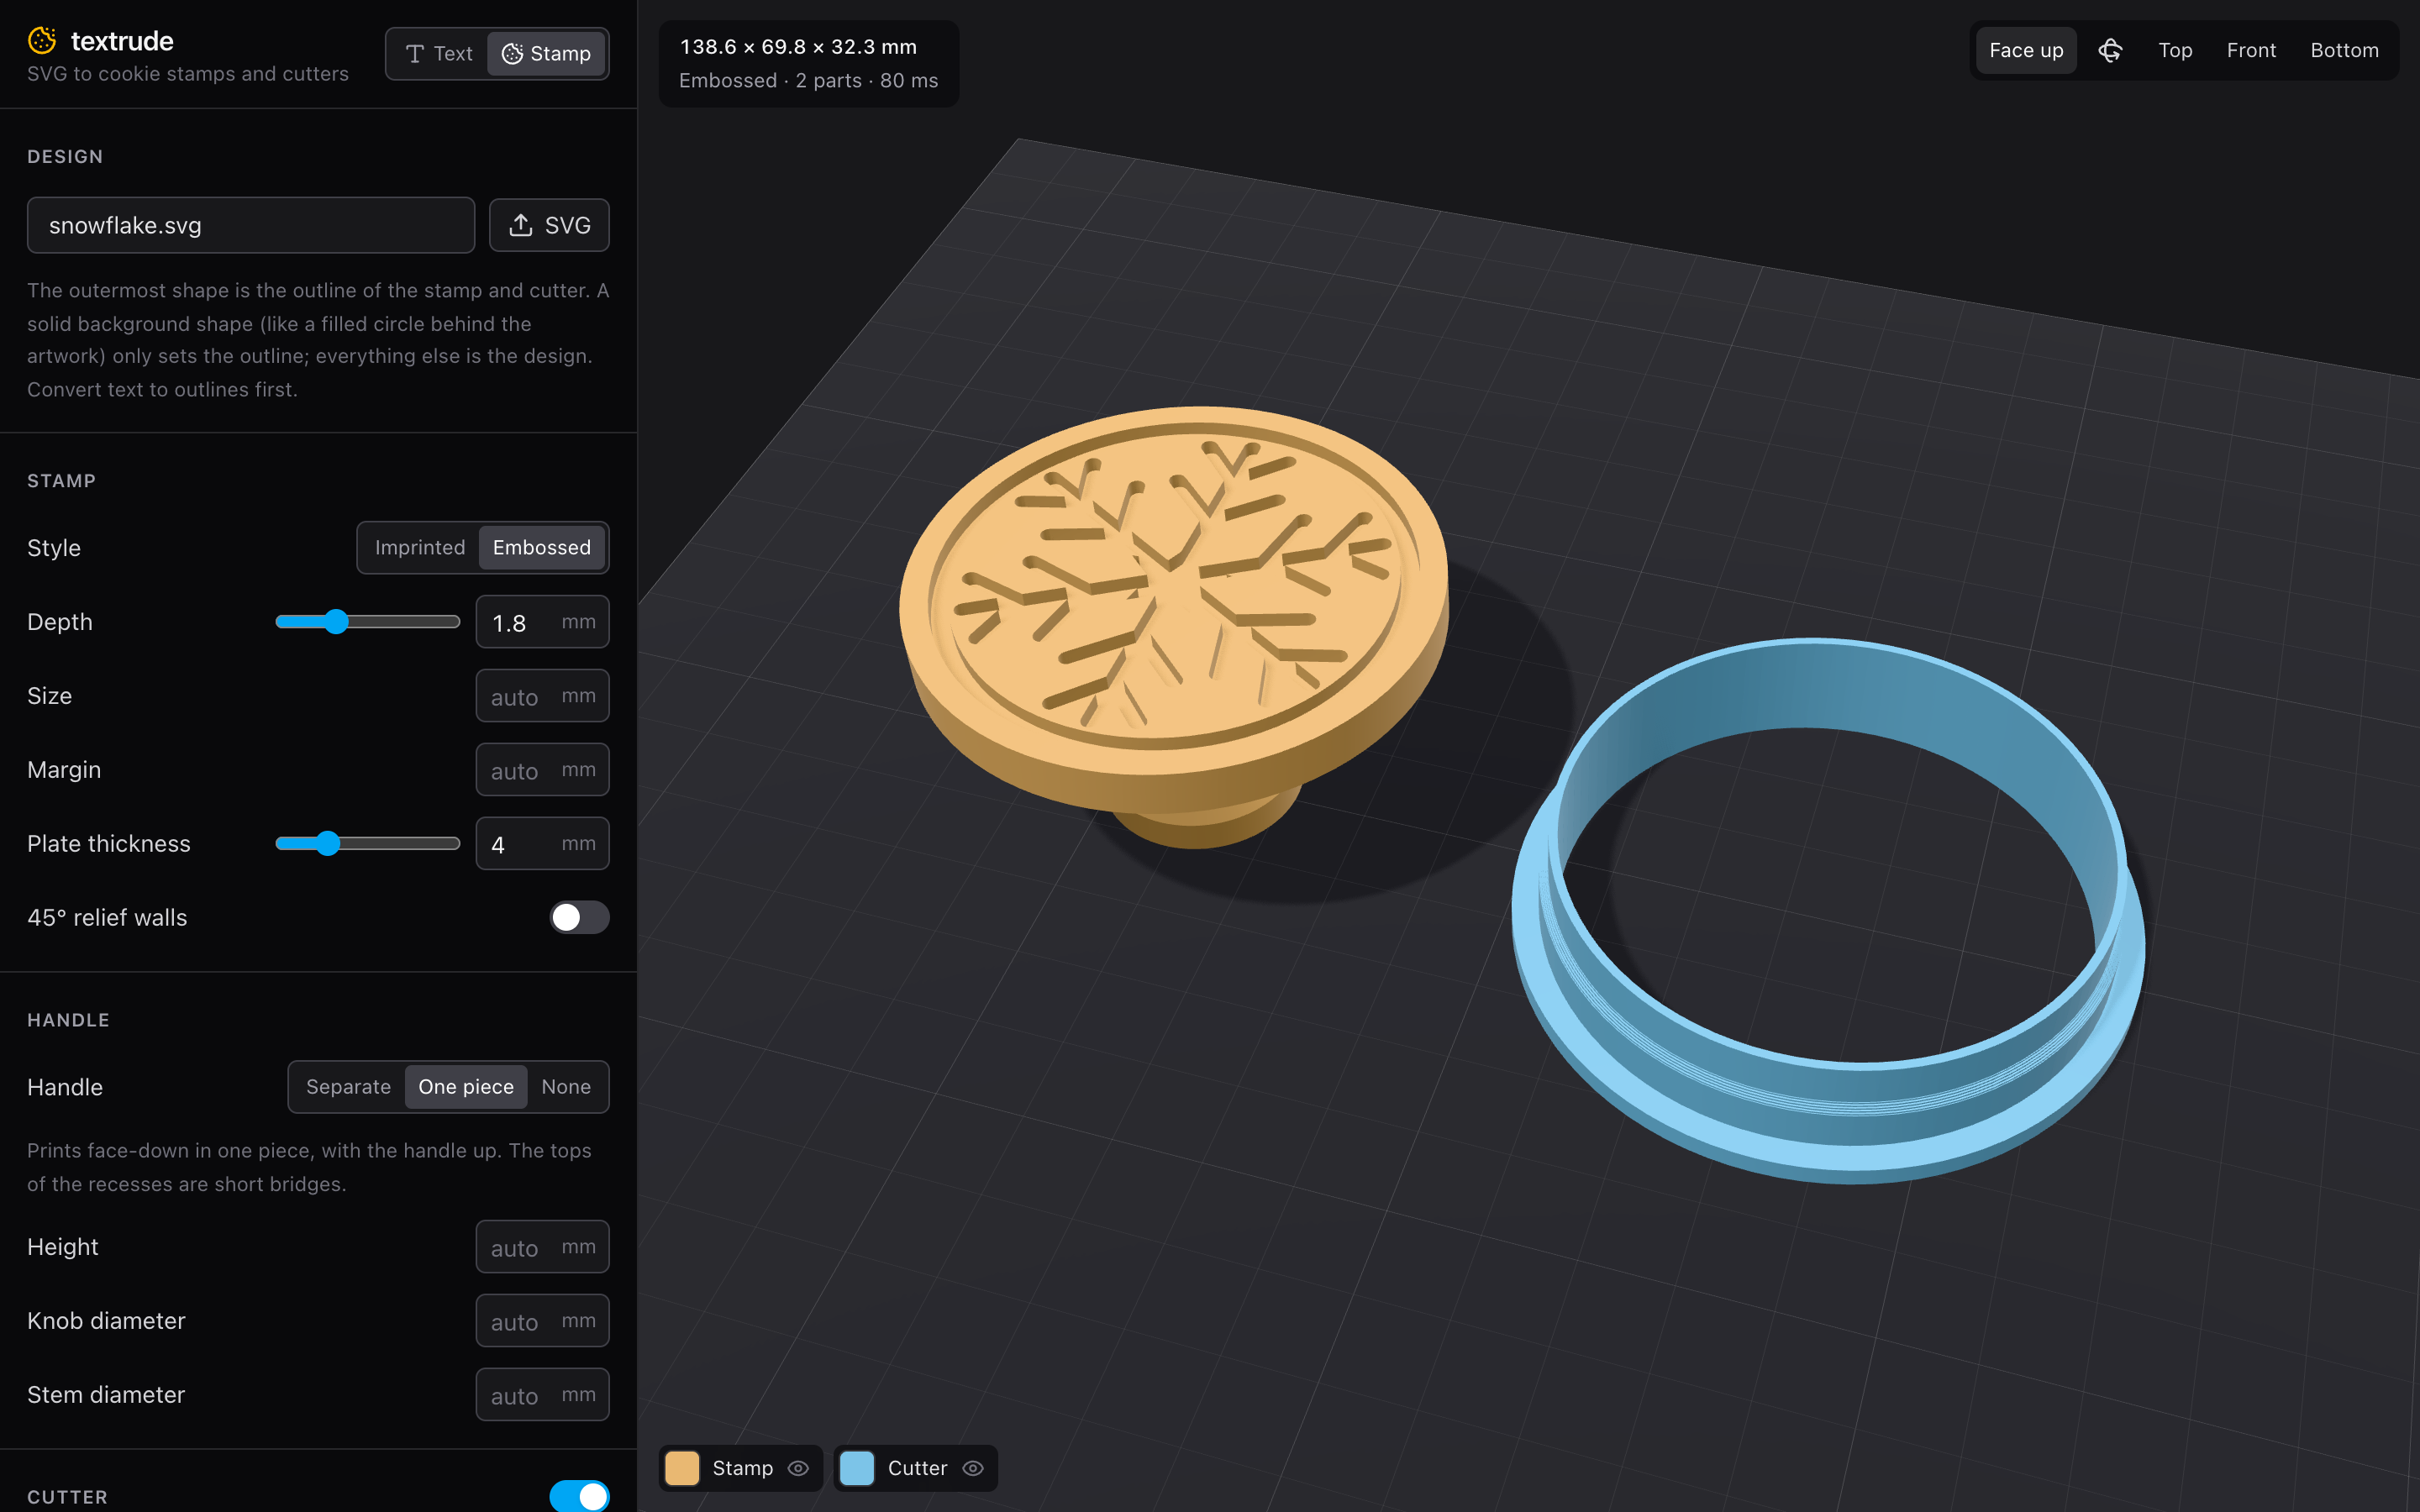 textrude
SVG to cookie stamps and cutters
Text
Stamp
DESIGN
snowflake.svg
SVG
The outermost shape is the outline of the stamp and cutter. A
solid background shape (like a filled circle behind the
artwork) only sets the outline; everything else is the design.
Convert text to outlines first.
STAMP
Style
Imprinted
Embossed
Depth
1.8 mm
Size
auto mm
Margin
auto mm
Plate thickness
4 mm
45° relief walls
HANDLE
Handle
Separate
One piece
None
Prints face-down in one piece, with the handle up. The tops
of the recesses are short bridges.
Height
auto mm
Knob diameter
auto mm
Stem diameter
auto mm
CUTTER
138.6 × 69.8 × 32.3 mm
Embossed · 2 parts · 80 ms
Face up
Top
Front
Bottom
Stamp
Cutter